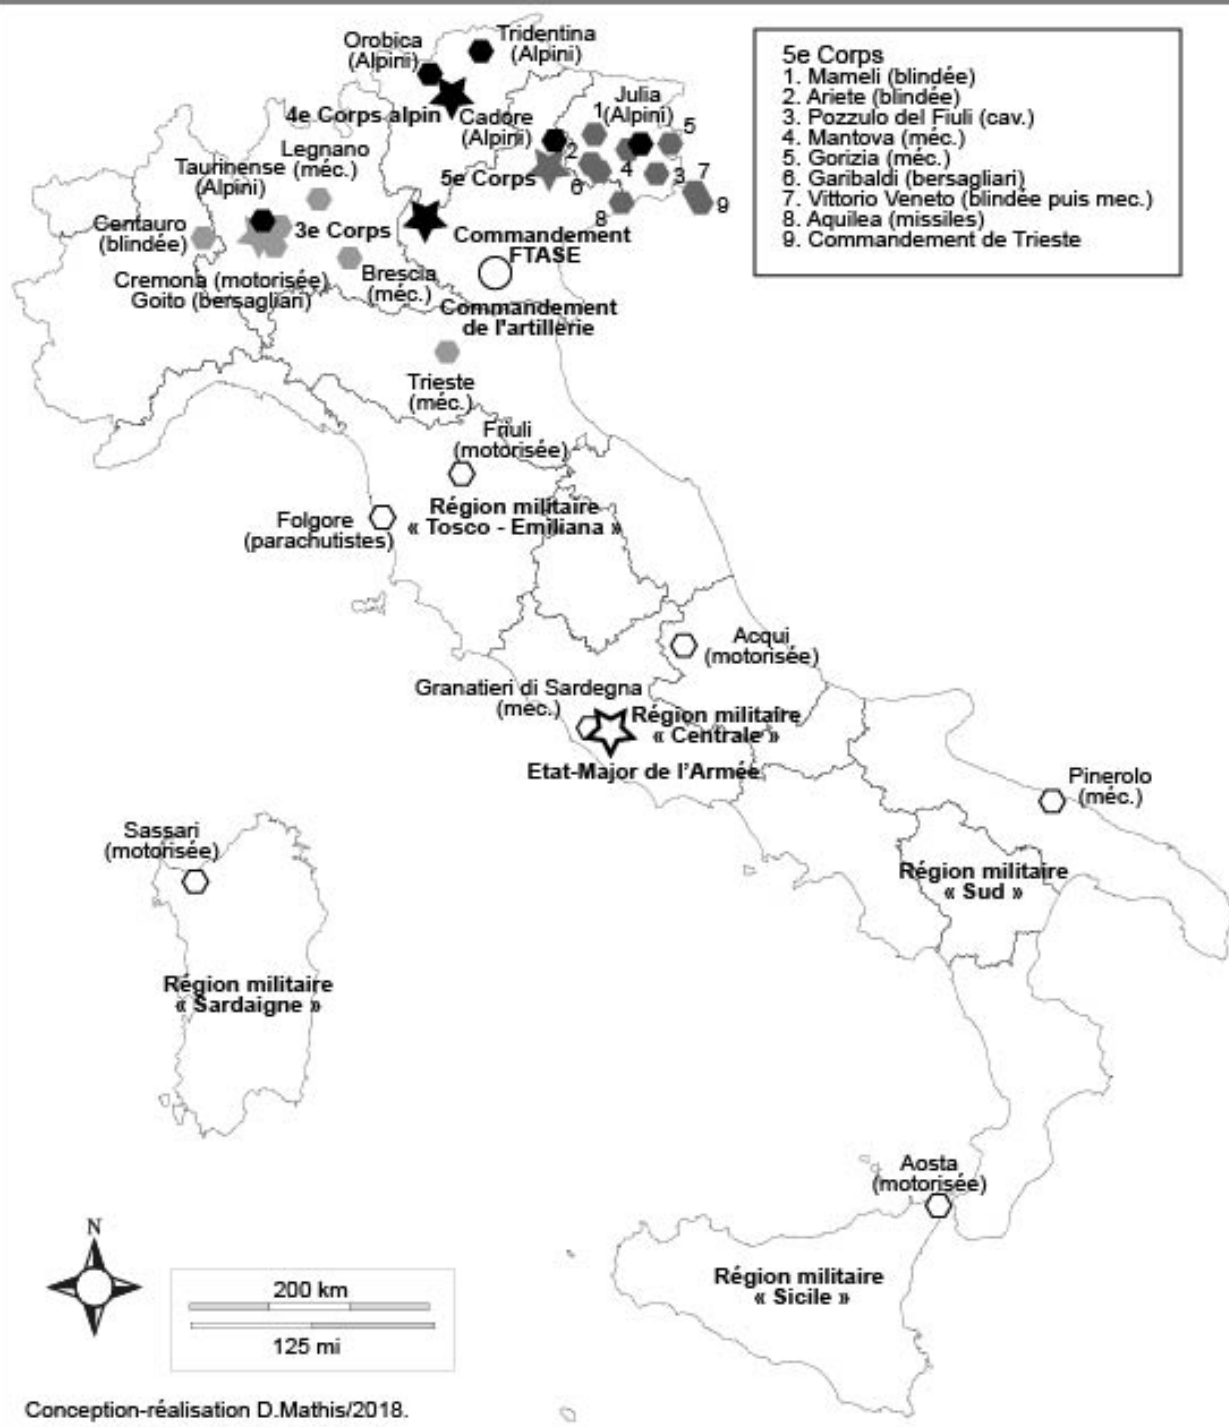 Orobica
(Alpini)
Tridentina
(Alpini)
4e Corps alpin
Cadore
(Alpini)
Julia
(Alpini)
1
5
2
4
3
7
6
8
9
5e Corps
Legnano
(méc.)
Taurinense
(Alpini)
Centauro
(blindée)
3e Corps
Cremona (motorisée)
Goito (bersagliari)
Brescia
(méc.)
Commandement
FTASE
Commandement
de l'artillerie
5e Corps
1. Mameli (blindée)
2. Ariete (blindée)
3. Pozzulo del Fiuli (cav.)
4. Mantova (méc.)
5. Gorizia (méc.)
6. Garibaldi (bersagliari)
7. Vittorio Veneto (blindée puis mec.)
8. Aquilea (missiles)
9. Commandement de Trieste
Trieste
(méc.)
Friuli
(motorisée)
Région militaire
« Tosco - Emiliana »
Folgore
(parachutistes)
Acqui
(motorisée)
Granatieri di Sardegna
(méc.)
Région militaire
« Centrale »
Etat-Major de l'Armée
Pinerolo
(méc.)
Sassari
(motorisée)
Région militaire
« Sud »
Région militaire
« Sardaigne »
Aosta
(motorisée)
Région militaire
« Sicile »
N
200 km
125 mi
Conception-réalisation D.Mathis/2018.